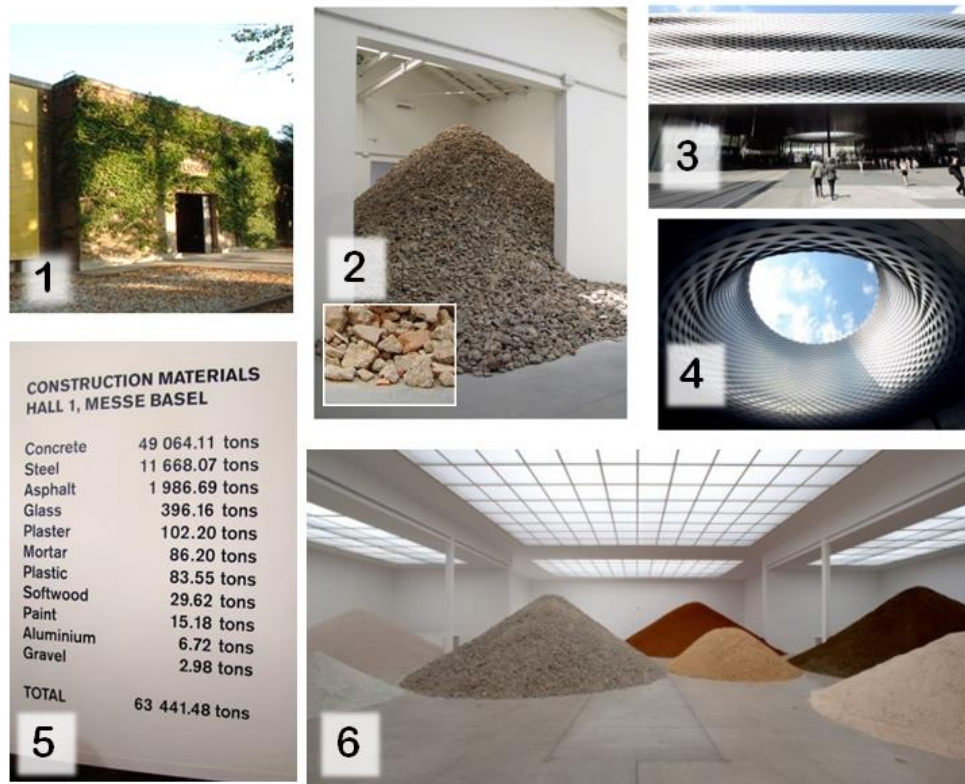 1
2
3
4
CONSTRUCTION MATERIALS
HALL 1, MESSE BASEL
Concrete 49 064.11 tons
Steel 11 668.07 tons
Asphalt 1 986.69 tons
Glass 396.16 tons
Plaster 102.20 tons
Mortar 86.20 tons
Plastic 83.55 tons
Softwood 29.62 tons
Paint 15.18 tons
Aluminium 6.72 tons
Gravel 2.98 tons
TOTAL 63 441.48 tons
5
6